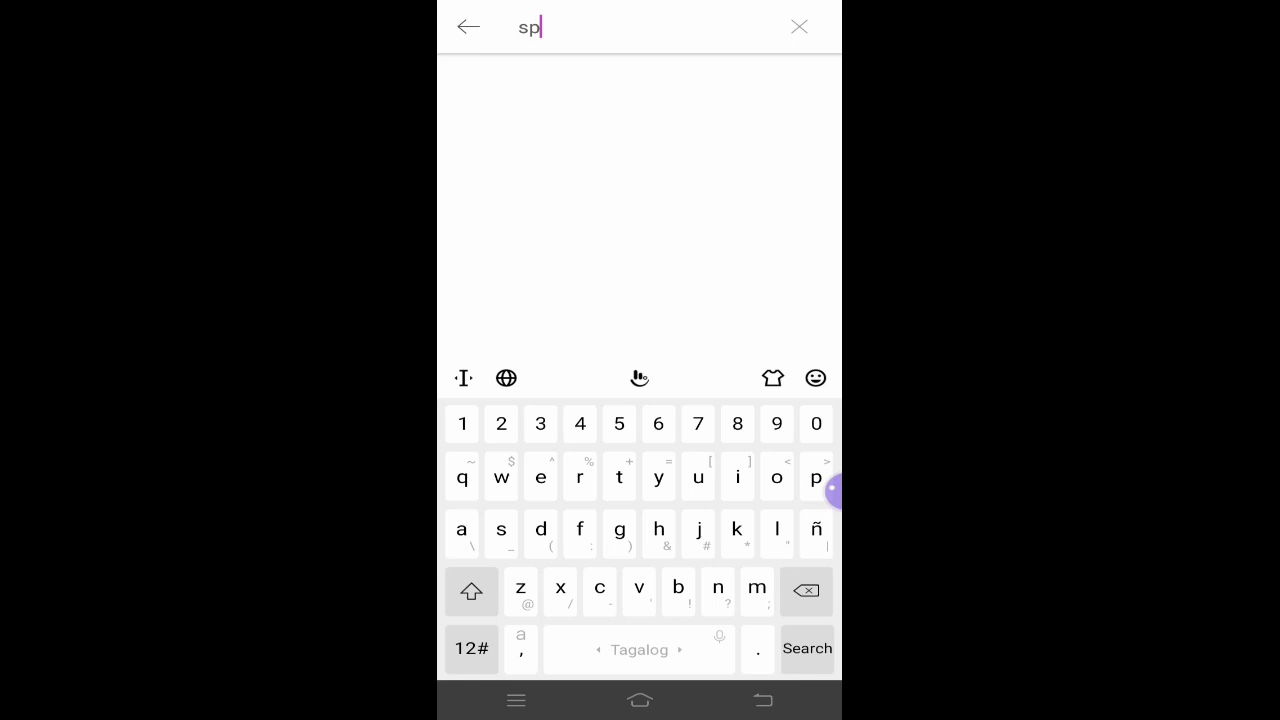 sp
1 2 3 4 5 6 7 8 9 0
~ $ ^ % + = [ ] < >
q w e r t y u i o p
a s d f g h j k l ñ
\ _ ( : ) & # * " |
z x c v b n m
@ / - ' ! ? ;
a
12# , Tagalog . Search